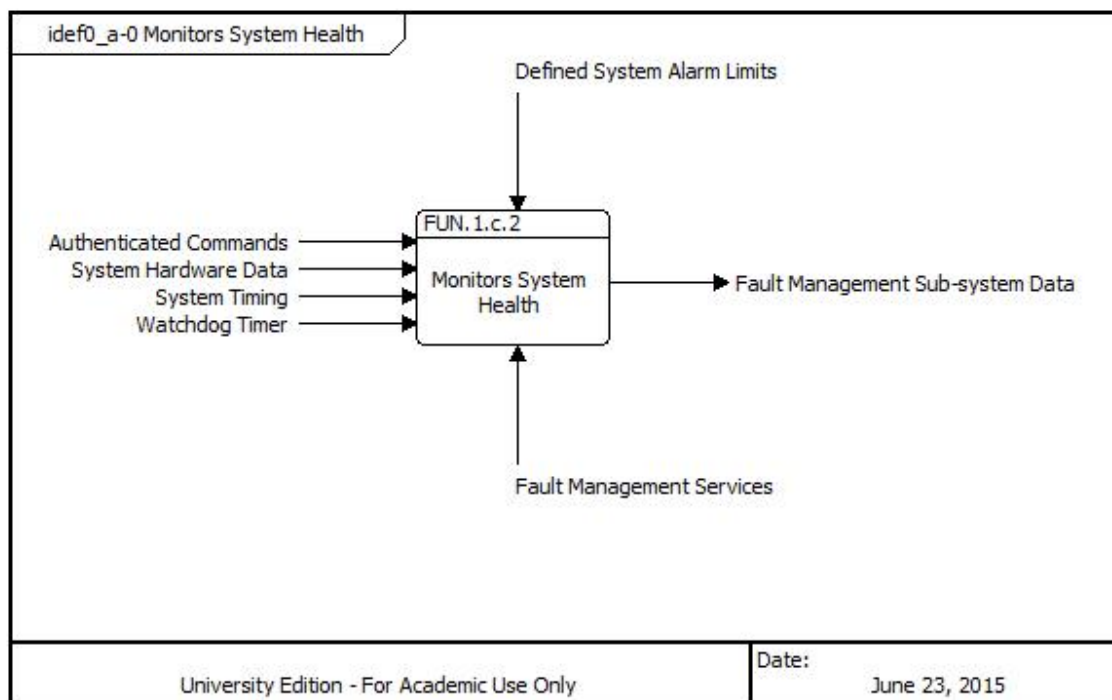 idef0_a-0 Monitors System Health
Defined System Alarm Limits
FUN.1.c.2
Authenticated Commands
System Hardware Data
System Timing
Watchdog Timer
Monitors System
Health
Fault Management Sub-system Data
Fault Management Services
University Edition - For Academic Use Only
Date:
June 23, 2015